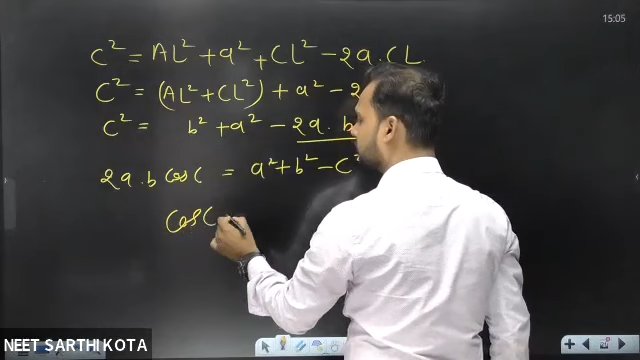 15:05
c² = AL² + a² + CL² - 2a.CL
c² = (AL² + CL²) + a² - 2
c² = b² + a² - 2a.b
2a.b cosc = a² + b² - c²
cosc
NEET SARTHI KOTA